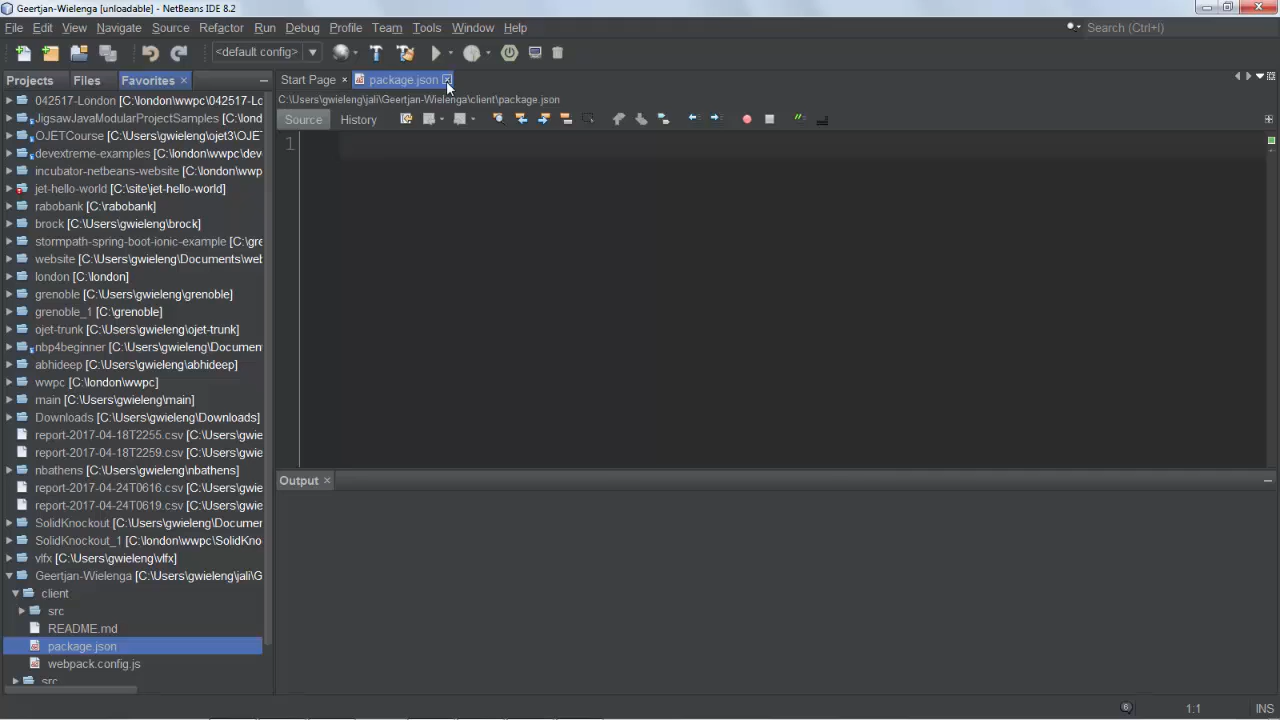 Geertjan-Wielenga [unloadable] - NetBeans IDE 8.2
File Edit View Navigate Source Refactor Run Debug Profile Team Tools Window Help
Search (Ctrl+I)
<default config>
Projects Files Favorites
Start Page package.json
C:\Users\gwieleng\jali\Geertjan-Wielenga\client\package.json
Source History
1
042517-London [C:\london\wwpc\042517-Lc
JigsawJavaModularProjectSamples [C:\lond
OJETCourse [C:\Users\gwieleng\ojet3\OJE
devextreme-examples [C:\london\wwpc\dev
incubator-netbeans-website [C:\london\wwp
jet-hello-world [C:\site\jet-hello-world]
rabobank [C:\rabobank]
brock [C:\Users\gwieleng\brock]
stormpath-spring-boot-ionic-example [C:\gre
website [C:\Users\gwieleng\Documents\web
london [C:\london]
grenoble [C:\Users\gwieleng\grenoble]
grenoble_1 [C:\grenoble]
ojet-trunk [C:\Users\gwieleng\ojet-trunk]
nbp4beginner [C:\Users\gwieleng\Documen
abhideep [C:\Users\gwieleng\abhideep]
wwpc [C:\london\wwpc]
main [C:\Users\gwieleng\main]
Downloads [C:\Users\gwieleng\Downloads]
report-2017-04-18T2255.csv [C:\Users\gwie
report-2017-04-18T2259.csv [C:\Users\gwie
nbathens [C:\Users\gwieleng\nbathens]
report-2017-04-24T0616.csv [C:\Users\gwie
report-2017-04-24T0619.csv [C:\Users\gwie
SolidKnockout [C:\Users\gwieleng\Documer
SolidKnockout_1 [C:\london\wwpc\SolidKno
vlfx [C:\Users\gwieleng\vlfx]
Geertjan-Wielenga [C:\Users\gwieleng\jali\G
client
src
README.md
package.json
webpack.config.js
src
Output
6
1:1
INS